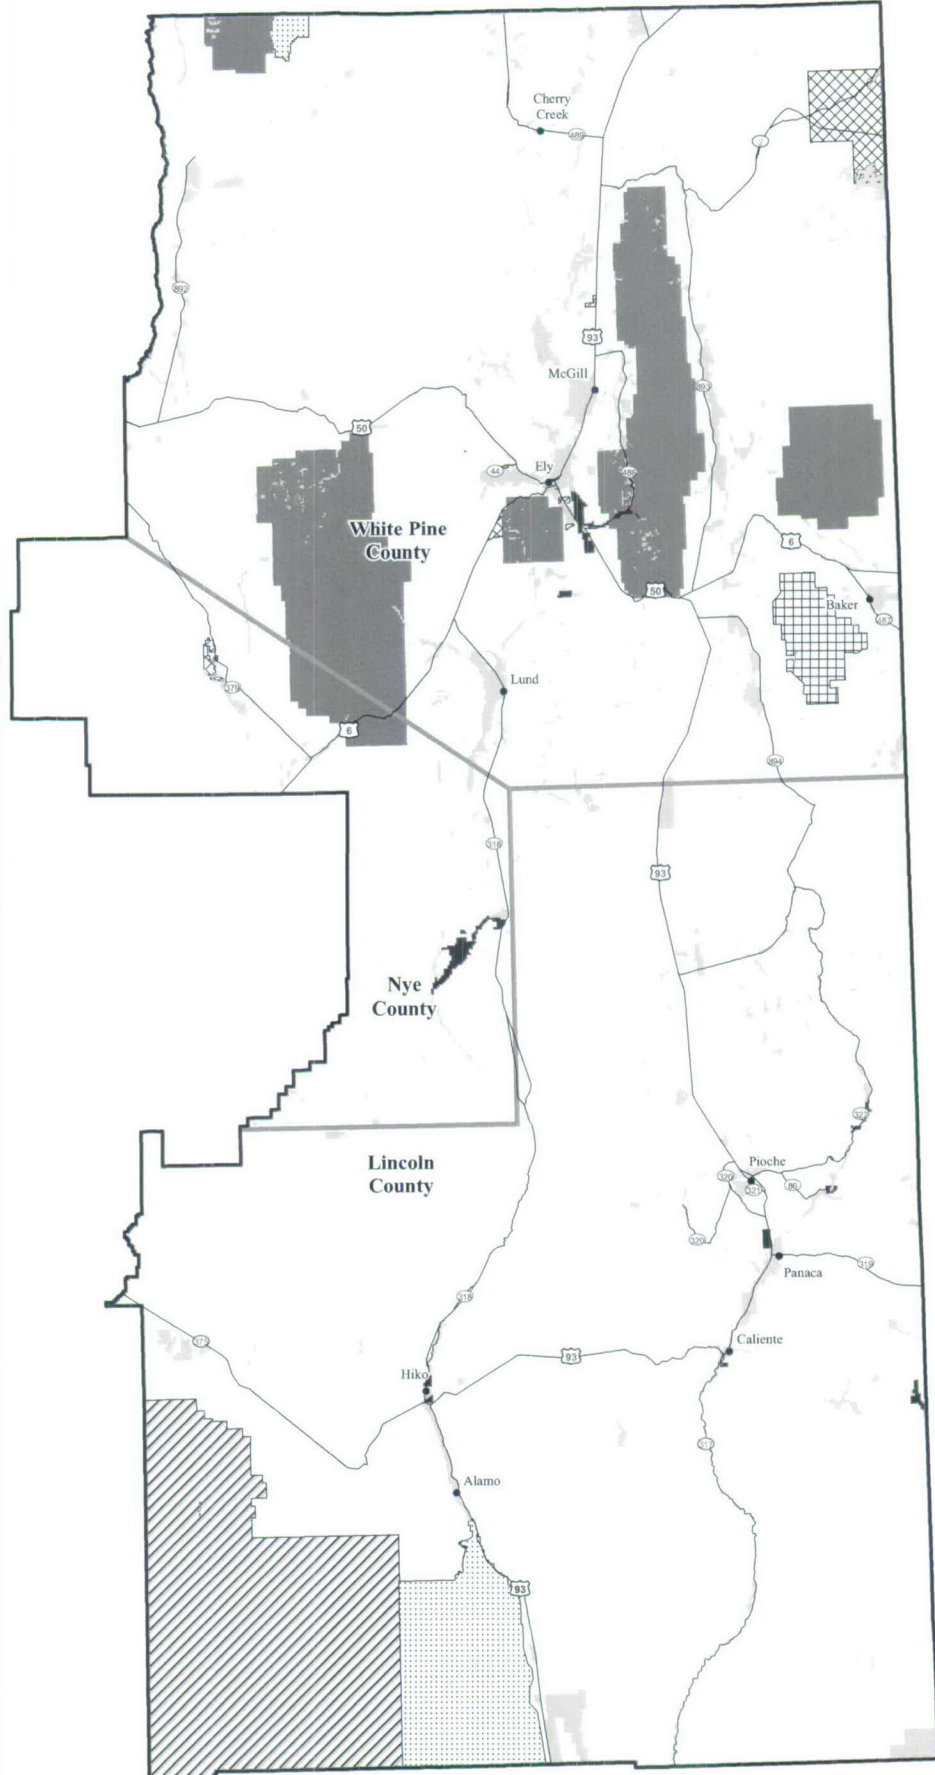 Cherry
Creek
489
2
892
93
McGill
893
50
44
Ely
486
White Pine
County
6
50
Baker
487
379
Lund
6
894
318
93
Nye
County
322
Lincoln
County
Pioche
320
321
86
320
319
Panaca
318
375
Caliente
93
Hiko
317
Alamo
93